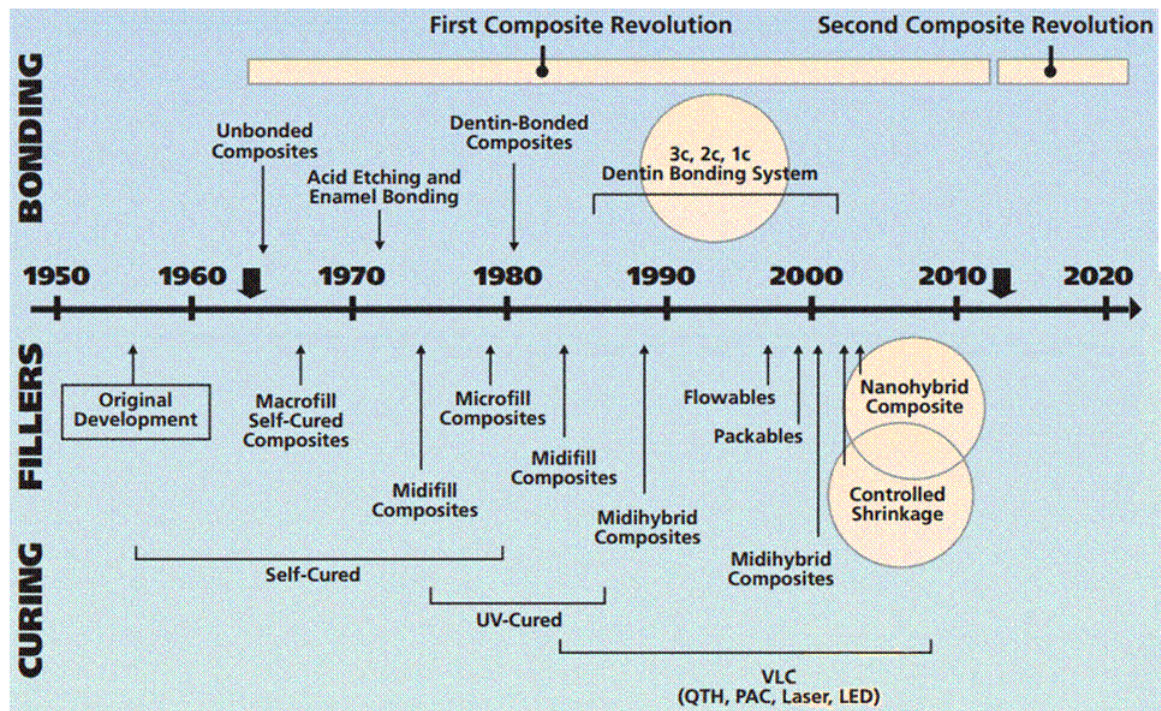 First Composite Revolution
Second Composite Revolution
BONDING
Unbonded
Composites
Acid Etching and
Enamel Bonding
Dentin-Bonded
Composites
3c, 2c, 1c
Dentin Bonding System
1950
1960
1970
1980
1990
2000
2010
2020
FILLERS
Original
Development
Macrofill
Self-Cured
Composites
Midifill
Composites
Microfill
Composites
Midifill
Composites
Midihybrid
Composites
Flowables
Packables
Midihybrid
Composites
Nanohybrid
Composite
Controlled
Shrinkage
CURING
Self-Cured
UV-Cured
VLC
(QTH, PAC, Laser, LED)